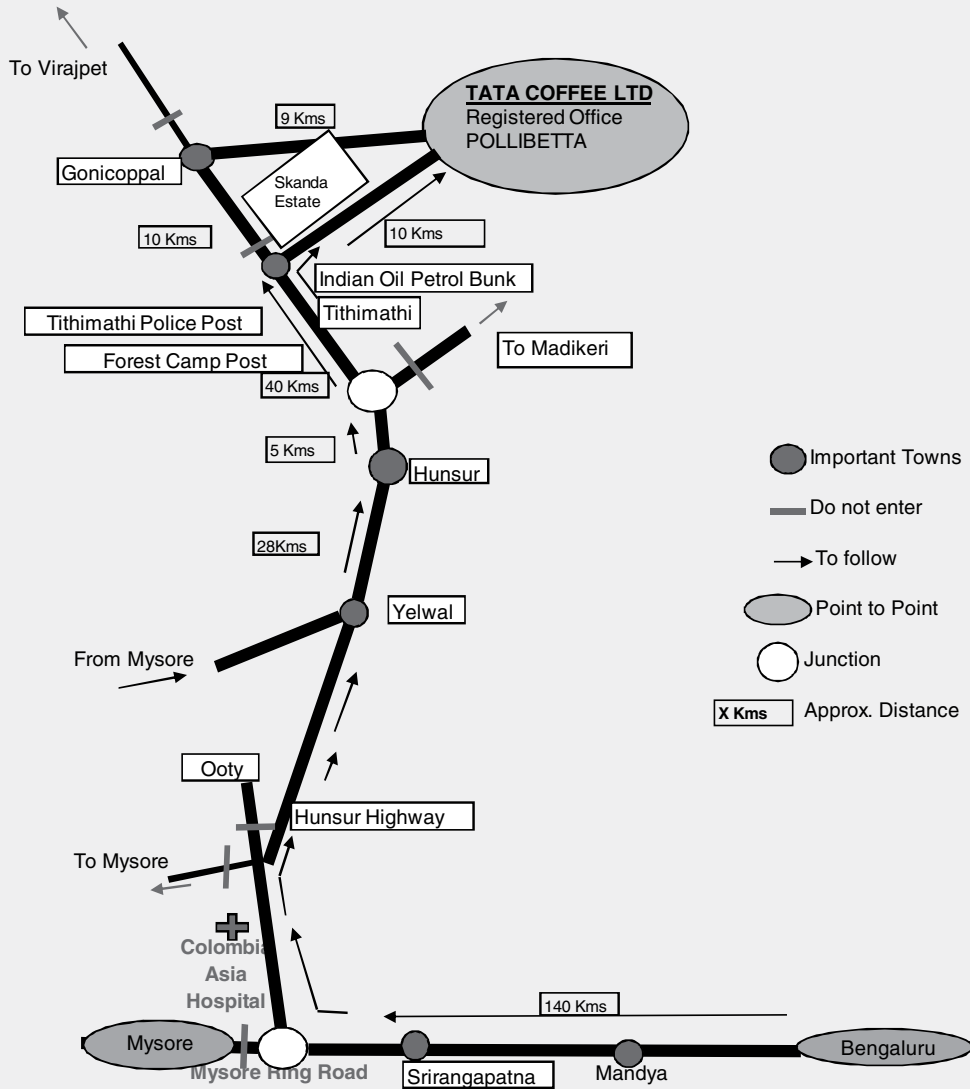 To Virajpet
TATA COFFEE LTD
Registered Office
POLLIBETTA
9 Kms
Gonicoppal
Skanda
Estate
10 Kms
10 Kms
Indian Oil Petrol Bunk
Tithimathi
Tithimathi Police Post
Forest Camp Post
To Madikeri
40 Kms
5 Kms
Hunsur
Important Towns
Do not enter
28Kms
To follow
Yelwal
Point to Point
From Mysore
Junction
X Kms
Approx. Distance
Ooty
Hunsur Highway
To Mysore
Colombia
Asia
Hospital
140 Kms
Mysore
Bengaluru
Mysore Ring Road
Srirangapatna
Mandya